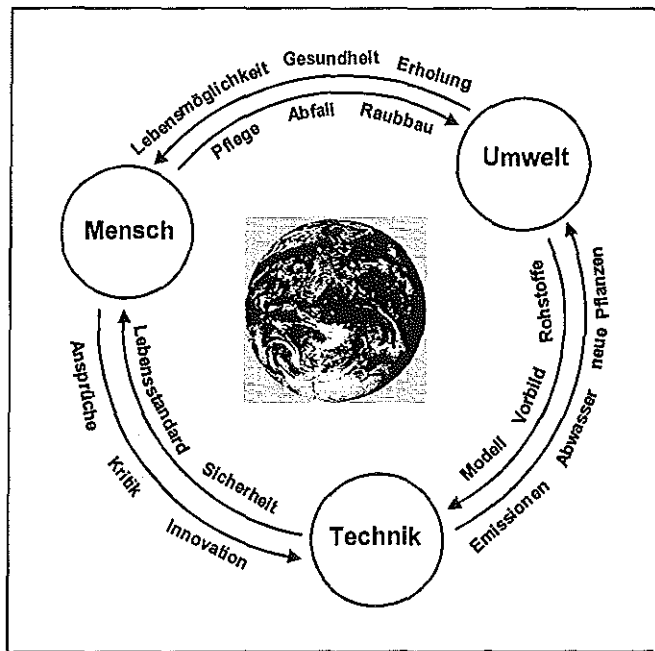 Lebensmöglichkeit Gesundheit Erholung
Pflege Abfall Raubbau
Umwelt
Mensch
Rohstoffe Vorbild Modell
Emissionen Abwasser neue Pflanzen
Lebensstandard Sicherheit
Ansprüche Kritik Innovation
Technik